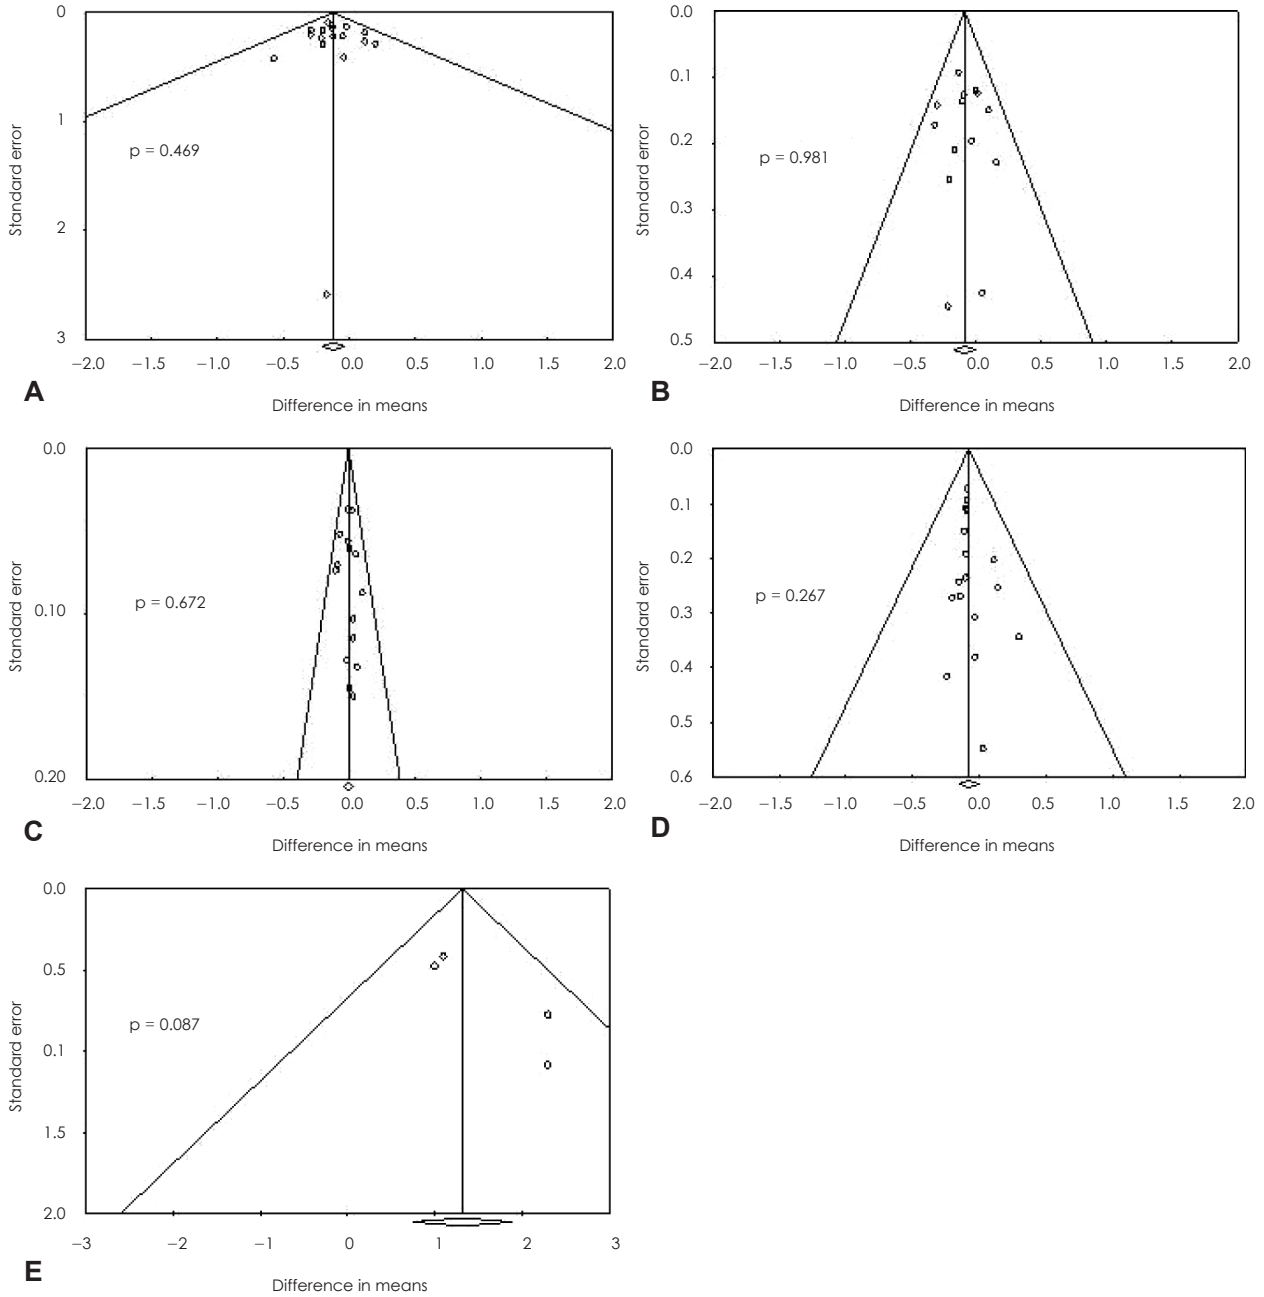 0
1
2
3
Standard error
p = 0.469
−2.0 −1.5 −1.0 −0.5 0.0 0.5 1.0 1.5 2.0
Difference in means
A
0.0
0.1
0.2
0.3
0.4
0.5
Standard error
p = 0.981
−2.0 −1.5 −1.0 −0.5 0.0 0.5 1.0 1.5 2.0
Difference in means
B
0.0
0.10
0.20
Standard error
p = 0.672
−2.0 −1.5 −1.0 −0.5 0.0 0.5 1.0 1.5 2.0
Difference in means
C
0.0
0.1
0.2
0.3
0.4
0.5
0.6
Standard error
p = 0.267
−2.0 −1.5 −1.0 −0.5 0.0 0.5 1.0 1.5 2.0
Difference in means
D
0.0
0.5
0.1
1.5
2.0
Standard error
p = 0.087
−3 −2 −1 0 1 2 3
Difference in means
E